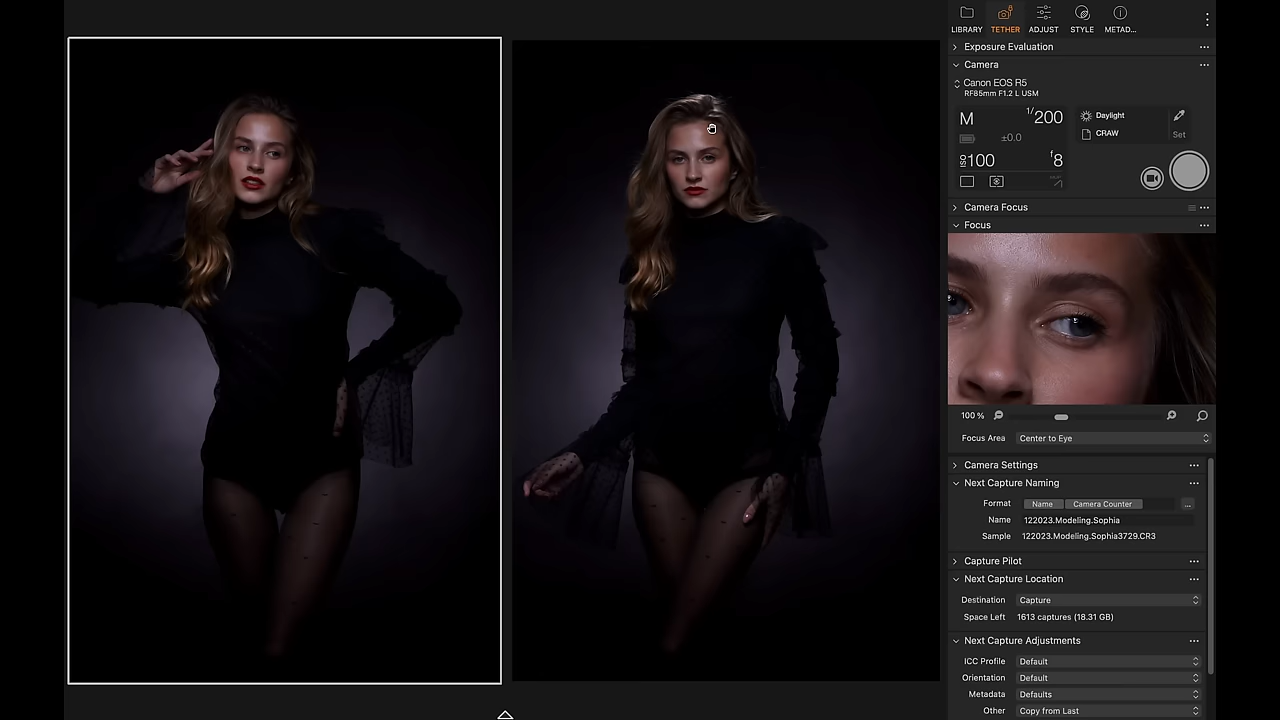 LIBRARY TETHER ADJUST STYLE METAD...
Exposure Evaluation
Camera
Canon EOS R5
RF85mm F1.2 L USM
M 1/200
±0.0
ISO 100 f8
Daylight
CRAW
Set
Camera Focus
Focus
100 %
Focus Area Center to Eye
Camera Settings
Next Capture Naming
Format Name Camera Counter ...
Name 122023.Modeling.Sophia
Sample 122023.Modeling.Sophia3729.CR3
Capture Pilot
Next Capture Location
Destination Capture
Space Left 1613 captures (18.31 GB)
Next Capture Adjustments
ICC Profile Default
Orientation Default
Metadata Defaults
Other Copy from Last